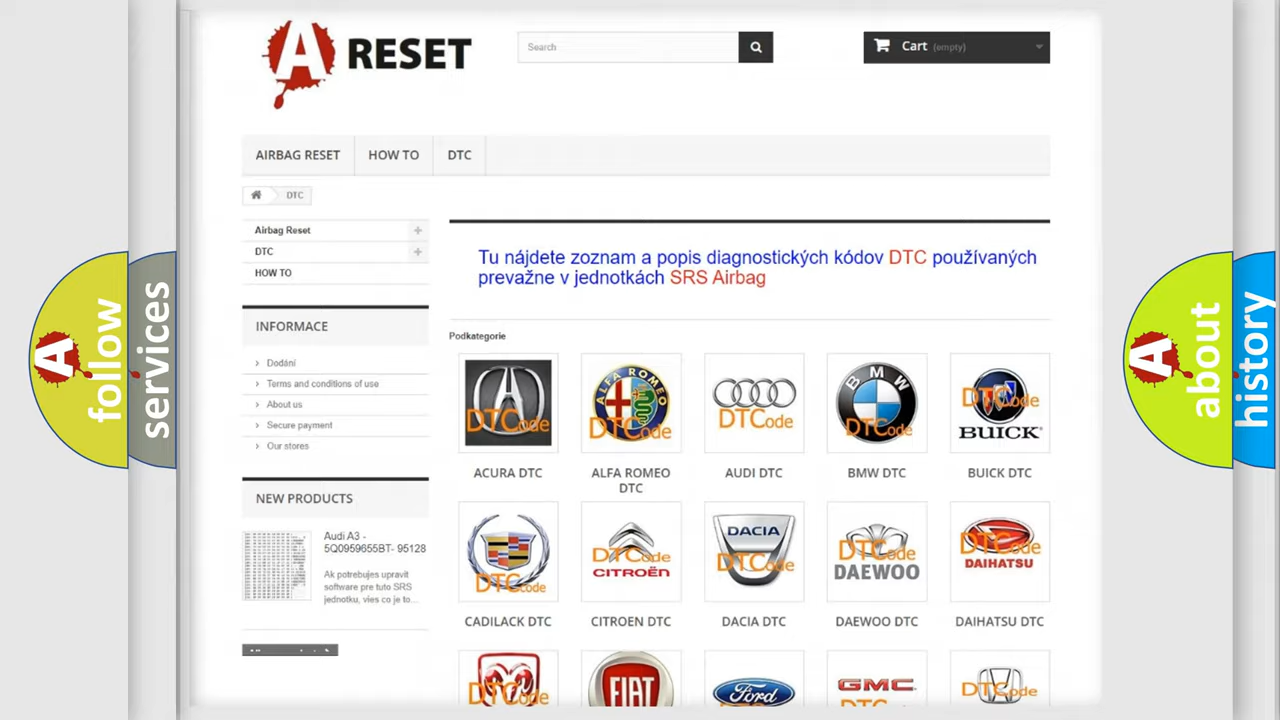 A RESET
Search
Cart (empty)
AIRBAG RESET
HOW TO
DTC
DTC
Airbag Reset
DTC
HOW TO
INFORMACE
Dodání
Terms and conditions of use
About us
Secure payment
Our stores
NEW PRODUCTS
Audi A3 -
5Q0959655BT- 95128
Ak potrebujes upravit
software pre tuto SRS
jednotku, vies co je to...
Tu nájdete zoznam a popis diagnostických kódov DTC používaných
prevažne v jednotkách SRS Airbag
Podkategorie
DTCode
ALFA ROMEO
DTCode
DTCode
BMW
DTCode
DTCode
BUICK
ACURA DTC
ALFA ROMEO
DTC
AUDI DTC
BMW DTC
BUICK DTC
DTCode
DTCode
CITROËN
DACIA
DTCode
DTCode
DAEWOO
DTCode
DAIHATSU
CADILACK DTC
CITROEN DTC
DACIA DTC
DAEWOO DTC
DAIHATSU DTC
DTCode
FIAT
Ford
GMC
DTCode
A follow
services
A about
history